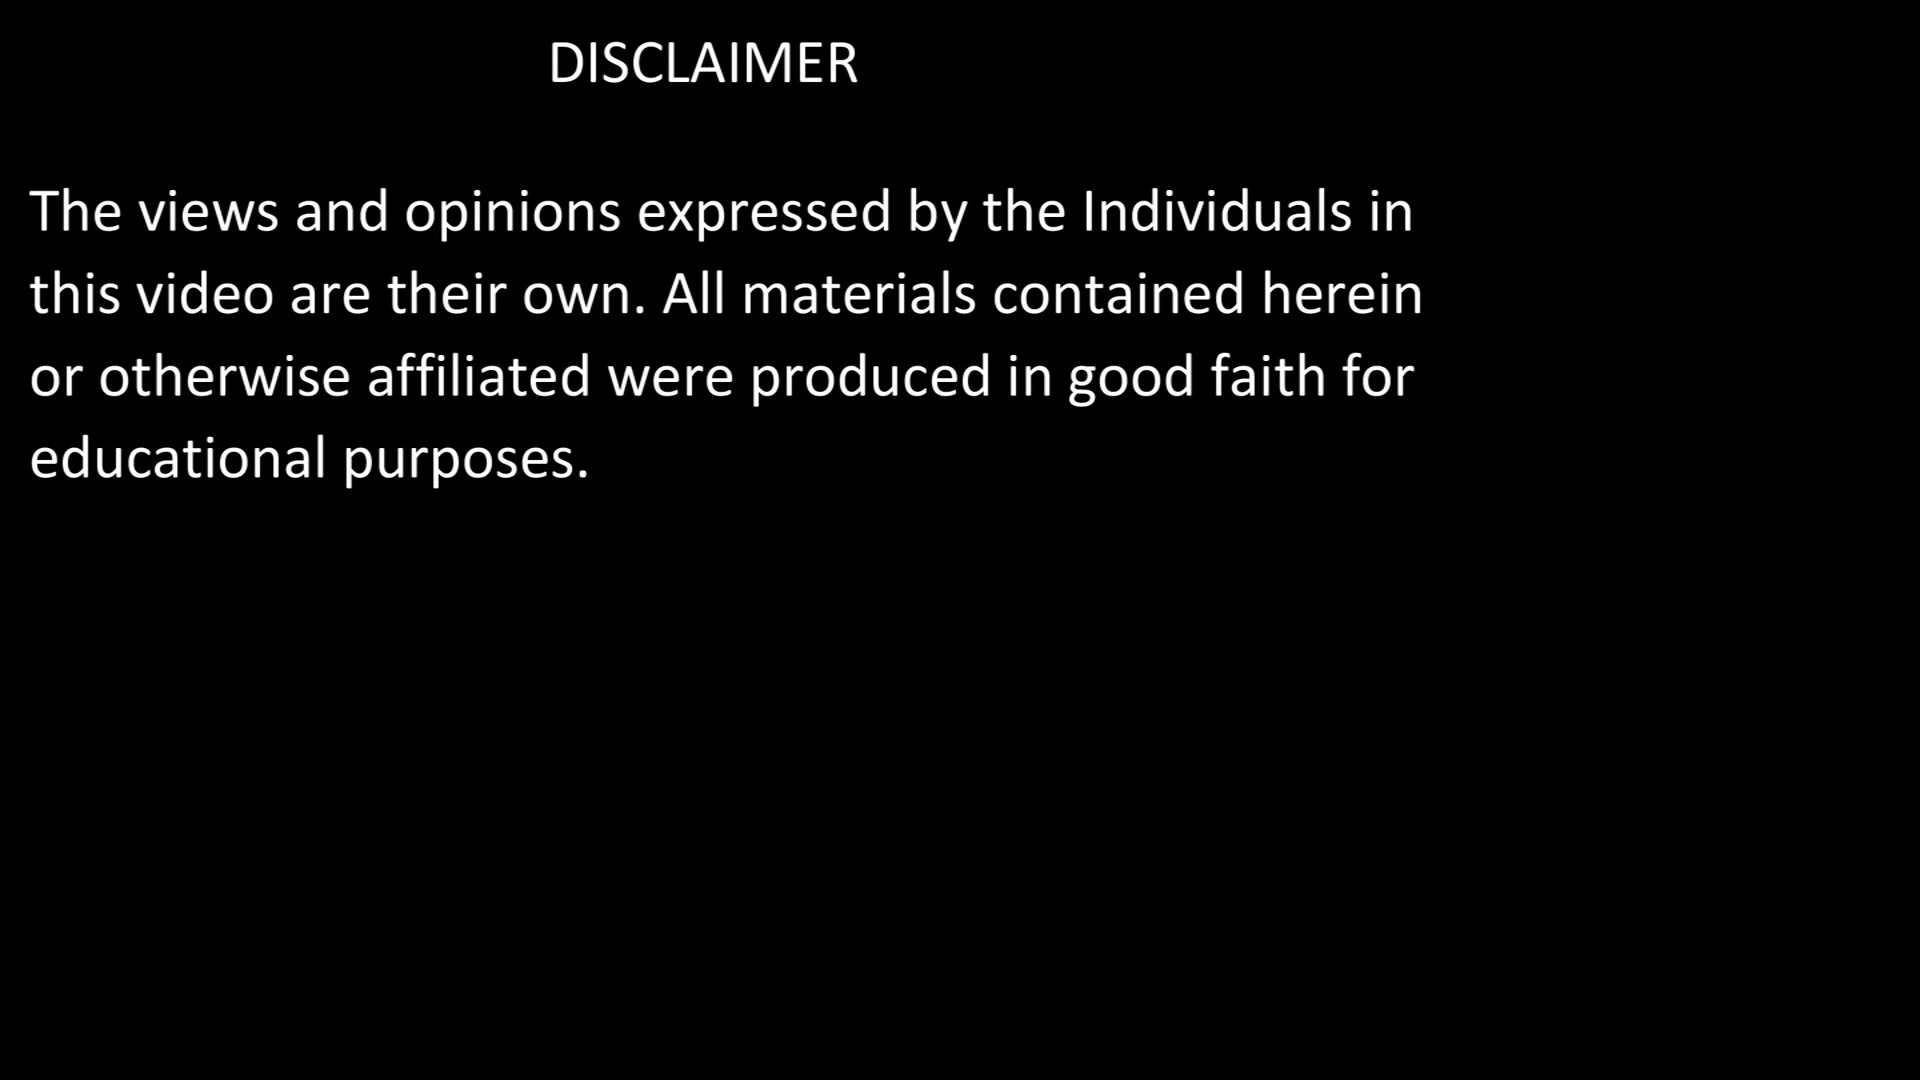 DISCLAIMER
The views and opinions expressed by the Individuals in
this video are their own. All materials contained herein
or otherwise affiliated were produced in good faith for
educational purposes.